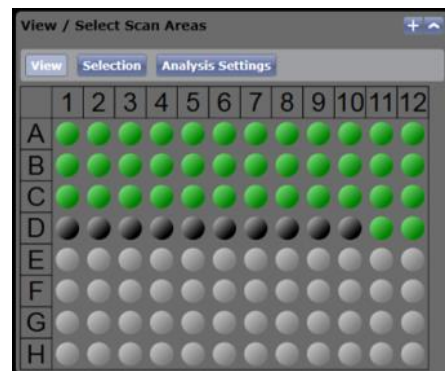 View / Select Scan Areas
View Selection Analysis Settings
1 2 3 4 5 6 7 8 9 10 11 12
A
B
C
D
E
F
G
H